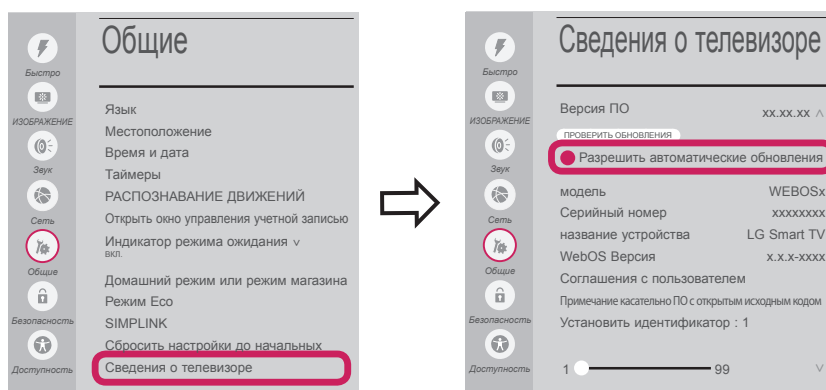 Общие
Быстро
ИЗОБРАЖЕНИЕ
Звук
Сеть
Общие
Безопасность
Доступность
Язык
Местоположение
Время и дата
Таймеры
РАСПОЗНАВАНИЕ ДВИЖЕНИЙ
Открыть окно управления учетной записью
Индикатор режима ожидания ˅
вкл.
Домашний режим или режим магазина
Режим Eco
SIMPLINK
Сбросить настройки до начальных
Сведения о телевизоре
Сведения о телевизоре
Быстро
ИЗОБРАЖЕНИЕ
Звук
Сеть
Общие
Безопасность
Доступность
Версия ПО xx.xx.xx ˄
ПРОВЕРИТЬ ОБНОВЛЕНИЯ
Разрешить автоматические обновления
модель WEBOSx
Серийный номер xxxxxxxx
название устройства LG Smart TV
WebOS Версия x.x.x-xxxx
Соглашения с пользователем
Примечание касательно ПО с открытым исходным кодом
Установить идентификатор : 1
1 99 ˅